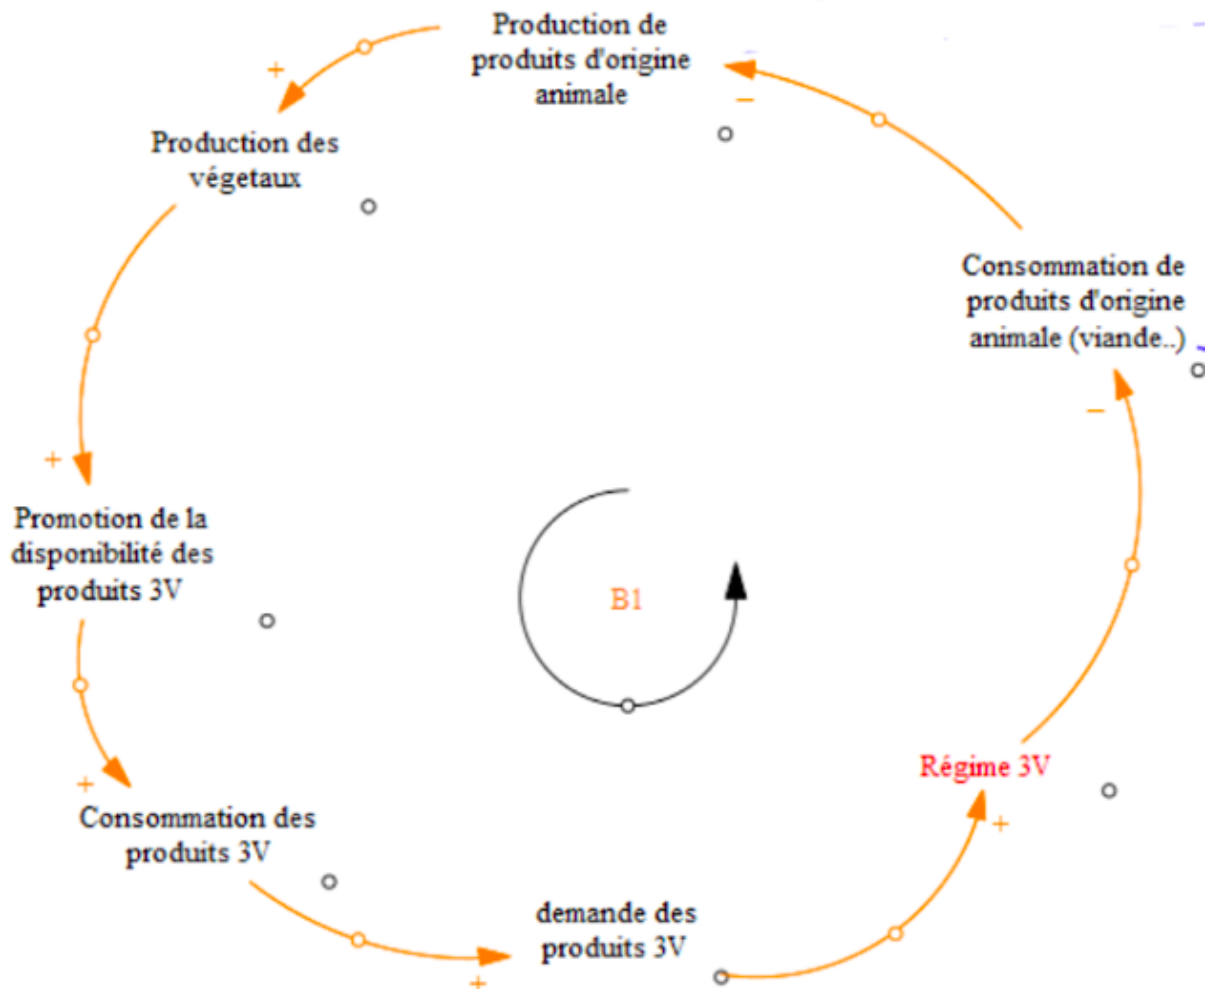 Production de
produits d'origine
animale
+
−
Production des
végetaux
Consommation de
produits d'origine
animale (viande..)
−
+
Promotion de la
disponibilité des
produits 3V
B1
+
Régime 3V
+
Consommation des
produits 3V
demande des
produits 3V
+